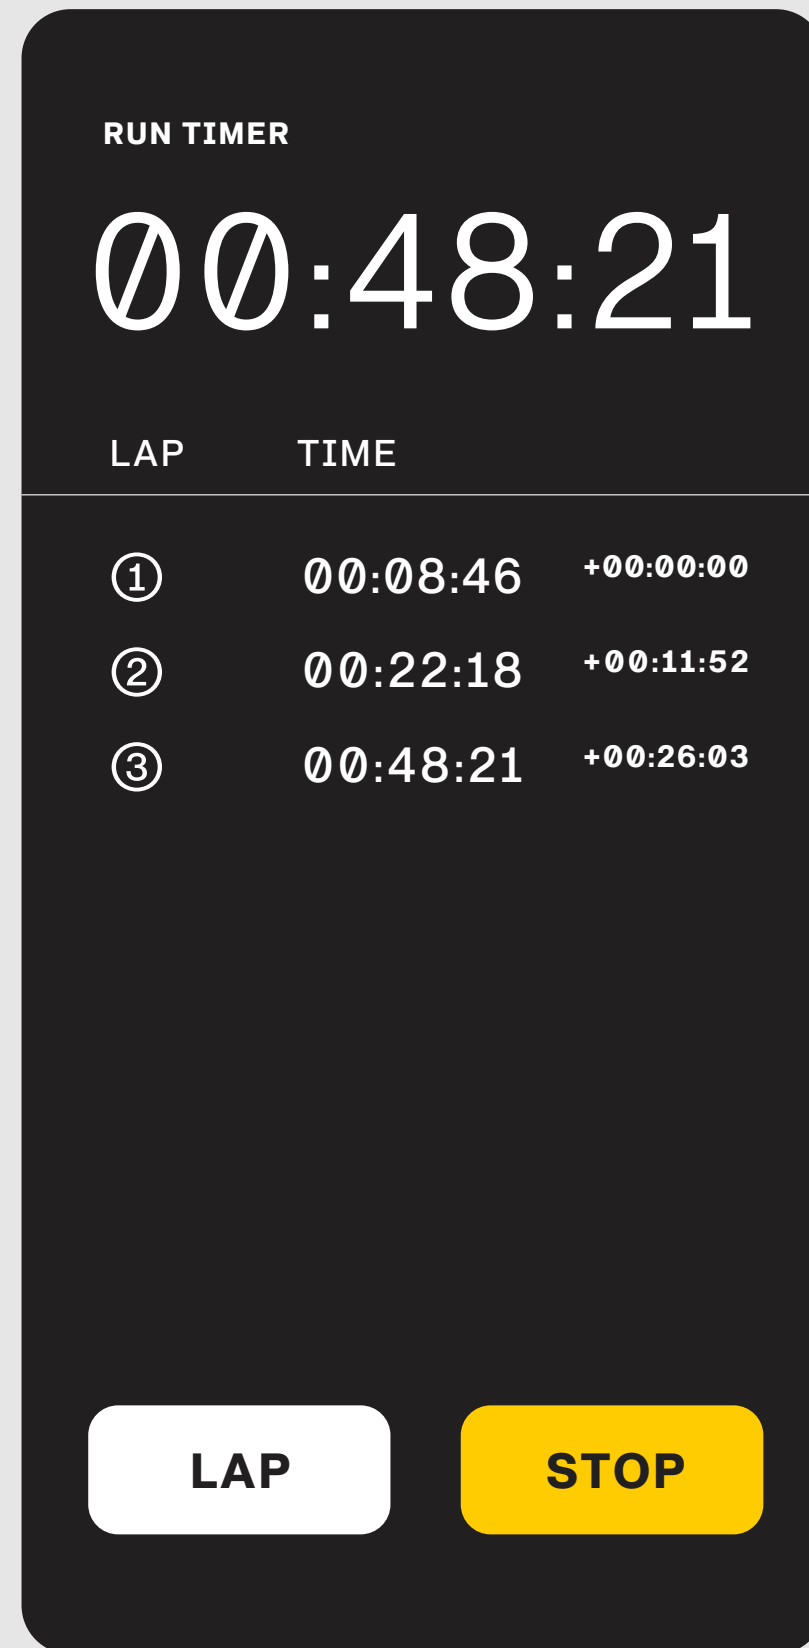 RUN TIMER
00:48:21
LAP TIME
① 00:08:46 +00:00:00
② 00:22:18 +00:11:52
③ 00:48:21 +00:26:03
LAP STOP